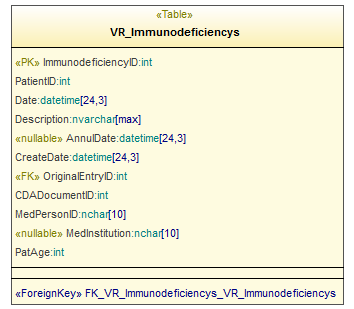 «Table»
VR_Immunodeficiencys
«PK» ImmunodeficiencyID:int
PatientID:int
Date:datetime[24,3]
Description:nvarchar[max]
«nullable» AnnulDate:datetime[24,3]
CreateDate:datetime[24,3]
«FK» OriginalEntryID:int
CDADocumentID:int
MedPersonID:nchar[10]
«nullable» MedInstitution:nchar[10]
PatAge:int
«ForeignKey» FK_VR_Immunodeficiencys_VR_Immunodeficiencys